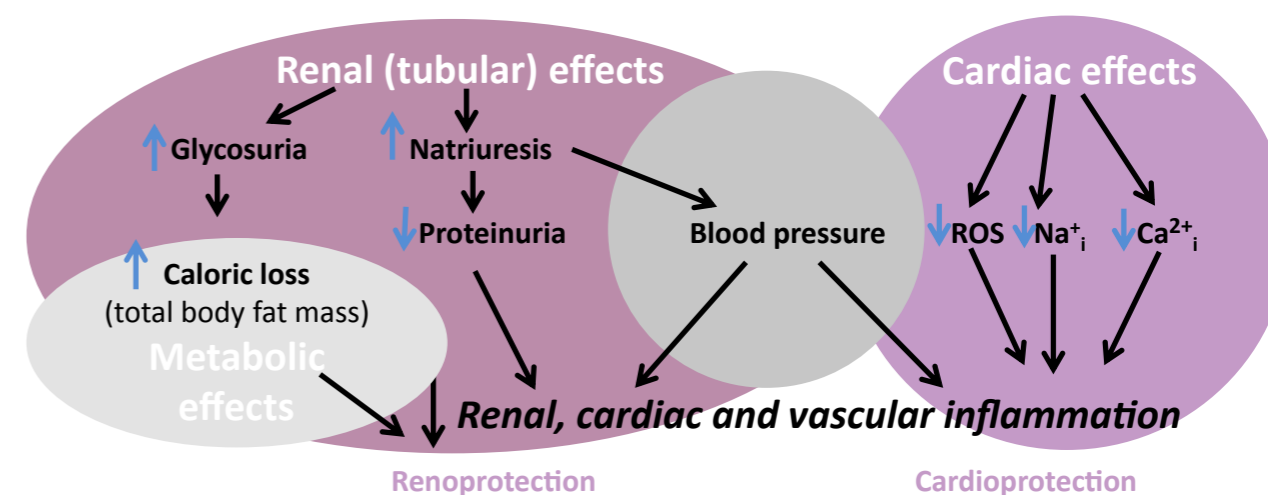 Renal (tubular) effects
Cardiac effects
Glycosuria
Natriuresis
Proteinuria
Blood pressure
ROS
Na⁺ᵢ
Ca²⁺ᵢ
Caloric loss
(total body fat mass)
Metabolic
effects
Renal, cardiac and vascular inflammation
Renoprotection
Cardioprotection